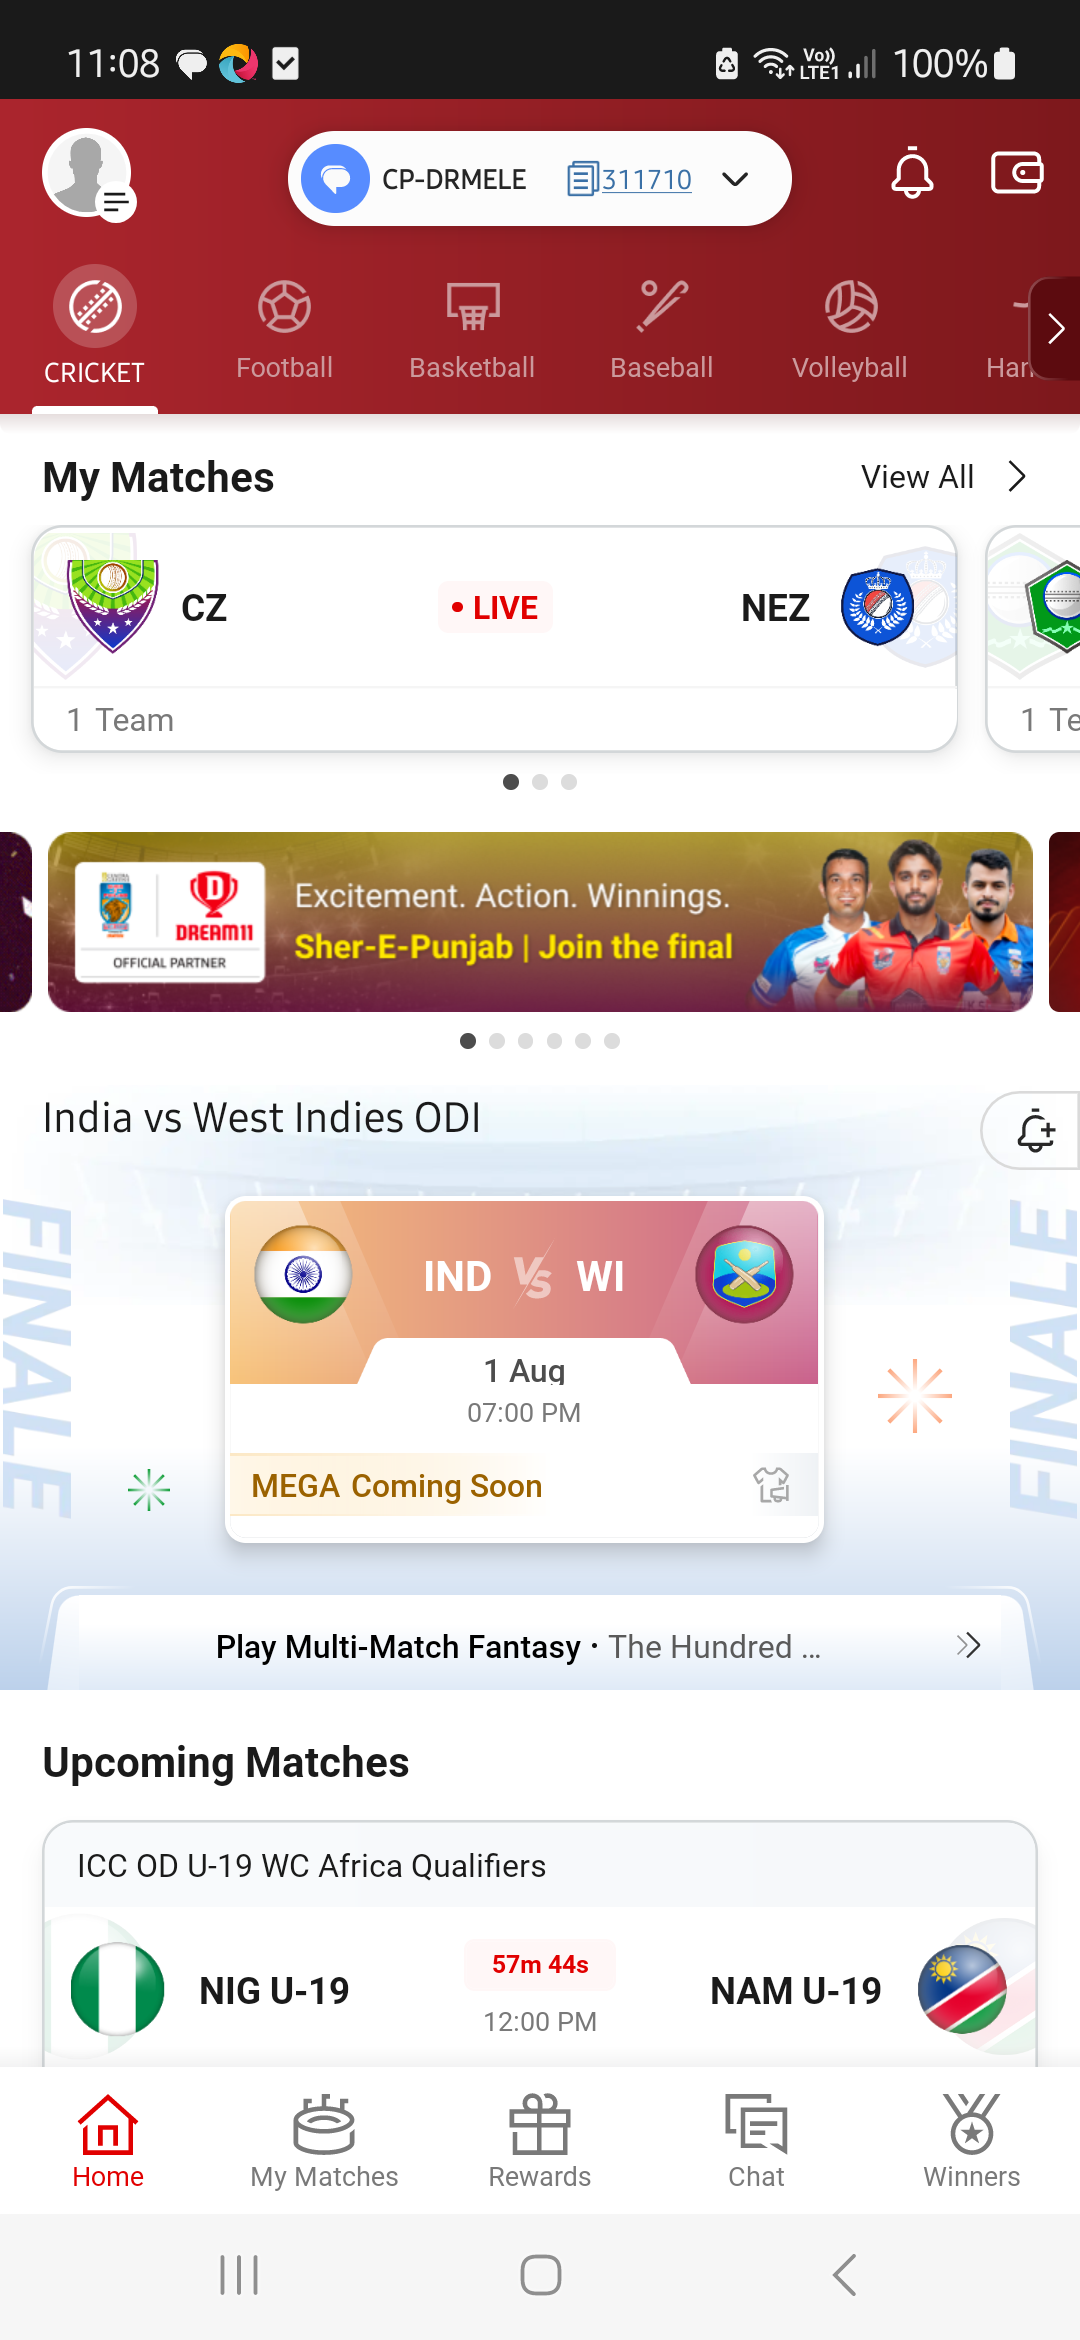 11:08
Vo)) LTE1
100%
CP-DRMELE 311710
CRICKET
Football
Basketball
Baseball
Volleyball
Han
My Matches
View All
CZ
• LIVE
NEZ
1 Team
1 Te
DREAM11
OFFICIAL PARTNER
Excitement. Action. Winnings.
Sher-E-Punjab | Join the final
India vs West Indies ODI
FINALE
FINALE
IND VS WI
1 Aug
07:00 PM
MEGA Coming Soon
Play Multi-Match Fantasy · The Hundred ...
Upcoming Matches
ICC OD U-19 WC Africa Qualifiers
NIG U-19
57m 44s
NAM U-19
12:00 PM
Home
My Matches
Rewards
Chat
Winners